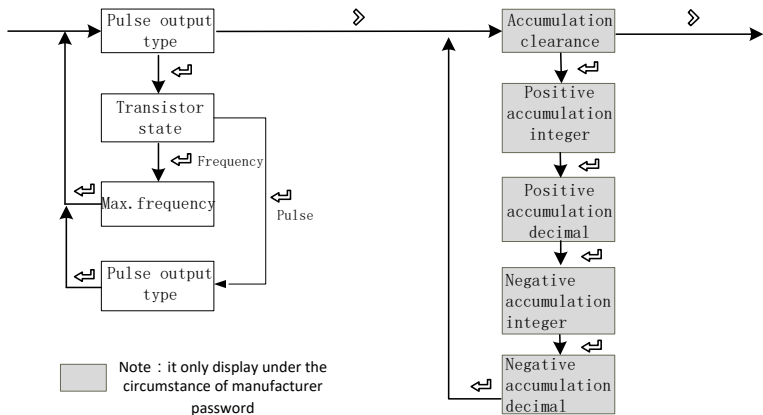 Pulse output
type
Transistor
state
Frequency
Max.frequency
Pulse
Pulse output
type
Accumulation
clearance
Positive
accumulation
integer
Positive
accumulation
decimal
Negative
accumulation
integer
Negative
accumulation
decimal
Note：it only display under the
circumstance of manufacturer
password